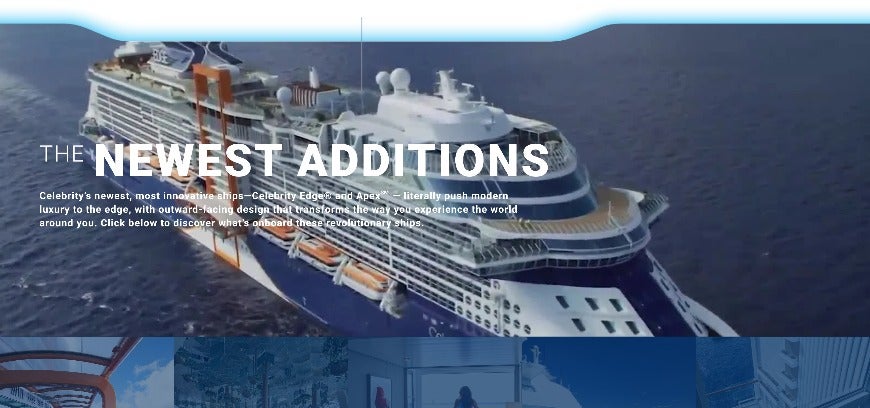 EDGE
THE NEWEST ADDITIONS
Celebrity's newest, most innovative ships—Celebrity Edge® and Apex℠ — literally push modern
luxury to the edge, with outward-facing design that transforms the way you experience the world
around you. Click below to discover what's onboard these revolutionary ships.